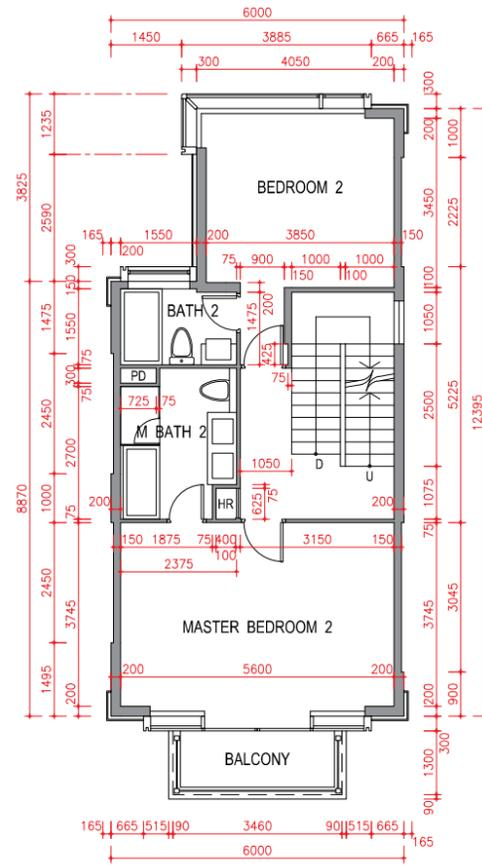 6000
1450 3885 665 165
300 4050 200
300
200 1000
3825 1235
BEDROOM 2
3450 2225
2590
165 1550 200 3850 150
200
75 900 1000 1000
150 100
300
150
100
1475 1550
BATH 2
1475 200
425
1050
75
300
75
PD
75
725 75
2450 2700
M BATH 2
2500 5225
12395
1050
D U
8870
1000
200
75
HR
625 75
200
1075
75
150 1875 75 400 3150 150
100
2375
2450 3745
MASTER BEDROOM 2
3745 3045
200 5600 200
1495 200
200 900
300
BALCONY
1300
90
165 665 515 90 3460 90 515 665
165
6000